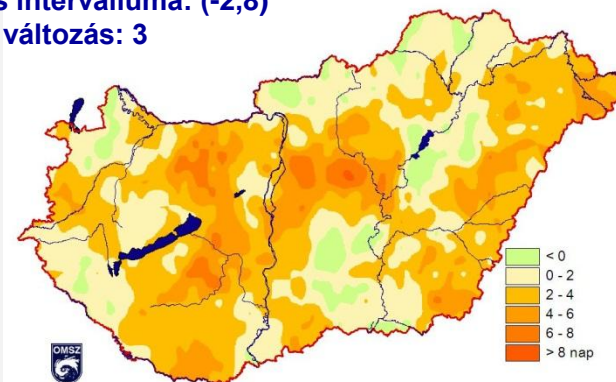 s intervalluma: (-2,8)
változás: 3
< 0
0 - 2
2 - 4
4 - 6
6 - 8
> 8 nap
OMSZ